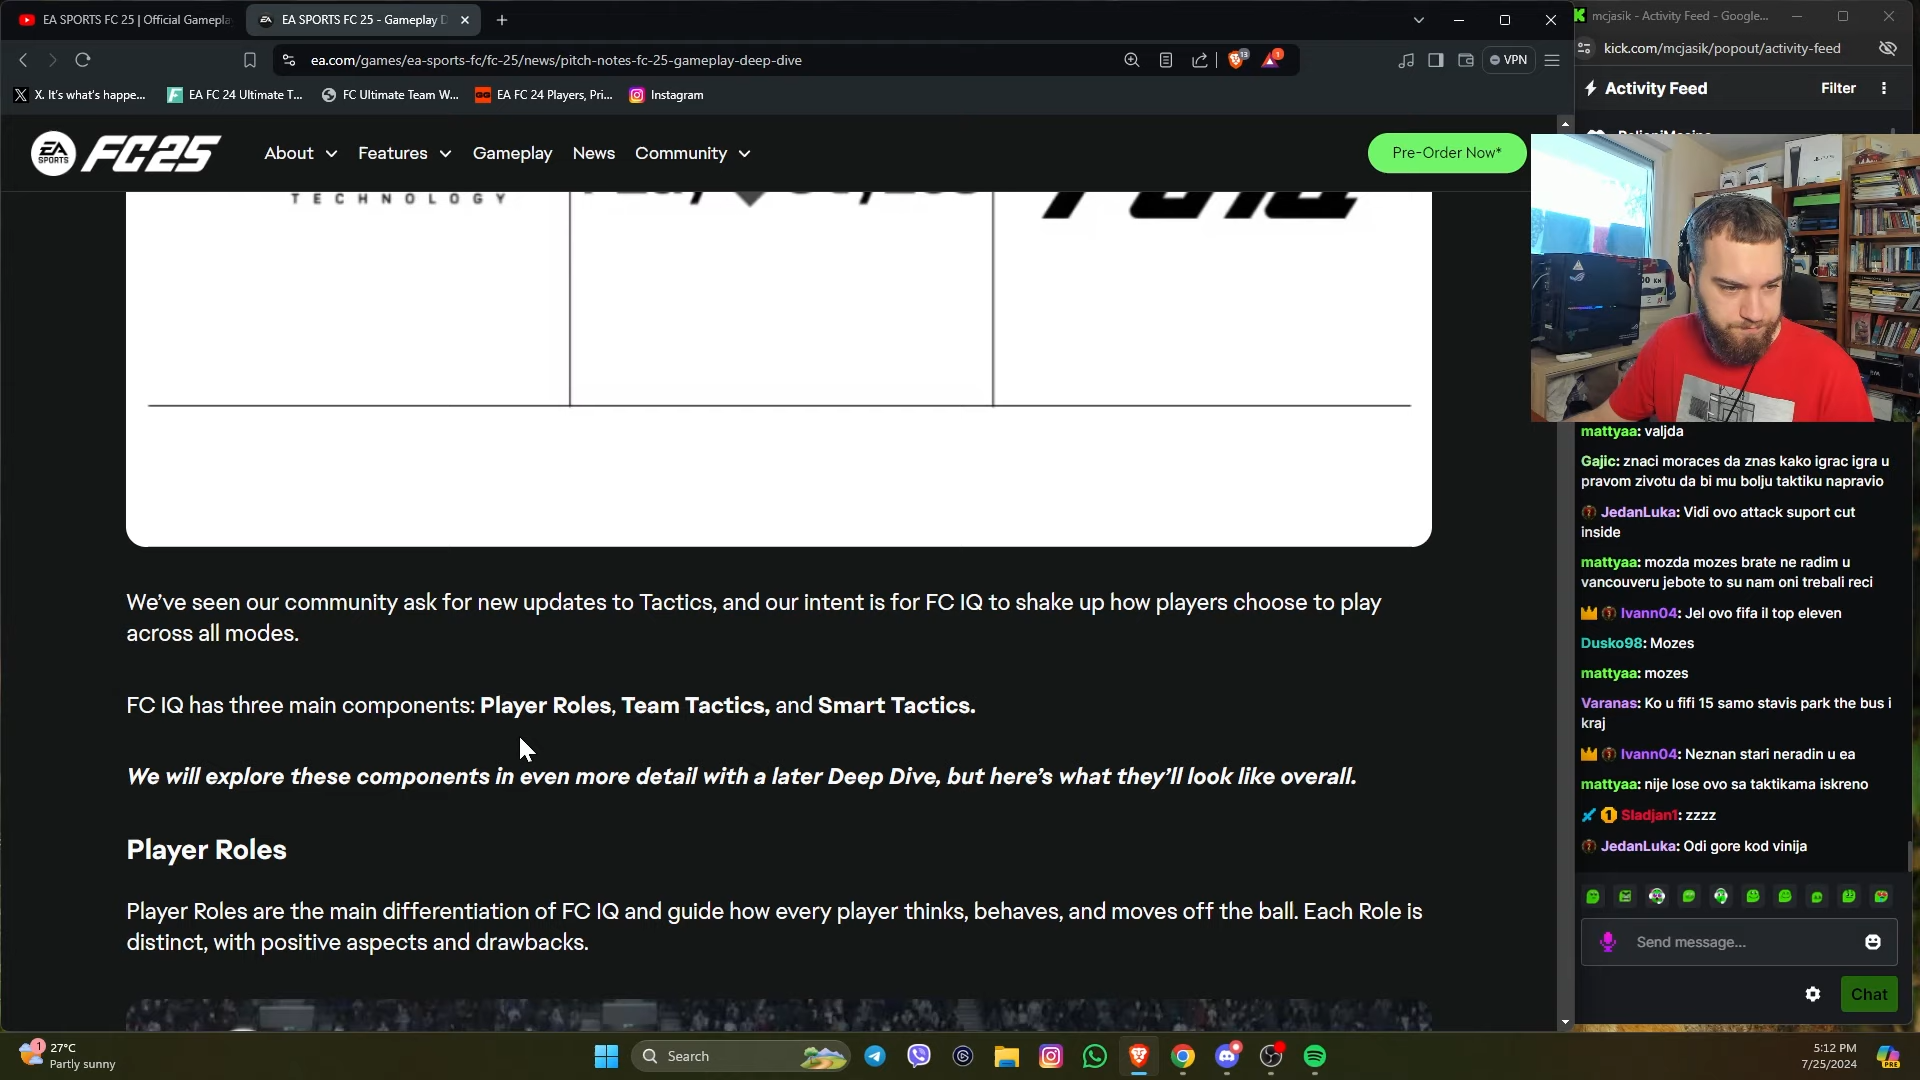 EA SPORTS FC 25 | Official Gamepla
EA SPORTS FC 25 - Gameplay D
mcjasik - Activity Feed - Google...
ea.com/games/ea-sports-fc/fc-25/news/pitch-notes-fc-25-gameplay-deep-dive
13
1
VPN
kick.com/mcjasik/popout/activity-feed
X. It's what's happe...
EA FC 24 Ultimate T...
FC Ultimate Team W...
EA FC 24 Players, Pri...
Instagram
Activity Feed
Filter
EA SPORTS FC25
About
Features
Gameplay
News
Community
Pre-Order Now*
TECHNOLOGY
We've seen our community ask for new updates to Tactics, and our intent is for FC IQ to shake up how players choose to play
across all modes.
FC IQ has three main components: Player Roles, Team Tactics, and Smart Tactics.
We will explore these components in even more detail with a later Deep Dive, but here's what they'll look like overall.
Player Roles
Player Roles are the main differentiation of FC IQ and guide how every player thinks, behaves, and moves off the ball. Each Role is
distinct, with positive aspects and drawbacks.
mattyaa: valjda
Gajic: znaci moraces da znas kako igrac igra u
pravom zivotu da bi mu bolju taktiku napravio
JedanLuka: Vidi ovo attack suport cut
inside
mattyaa: mozda mozes brate ne radim u
vancouveru jebote to su nam oni trebali reci
Ivann04: Jel ovo fifa il top eleven
Dusko98: Mozes
mattyaa: mozes
Varanas: Ko u fifi 15 samo stavis park the bus i
kraj
Ivann04: Neznan stari neradin u ea
mattyaa: nije lose ovo sa taktikama iskreno
1 Sladjan1: zzzz
JedanLuka: Odi gore kod vinija
Send message...
Chat
1
27°C
Partly sunny
Search
5:12 PM
7/25/2024
PRE